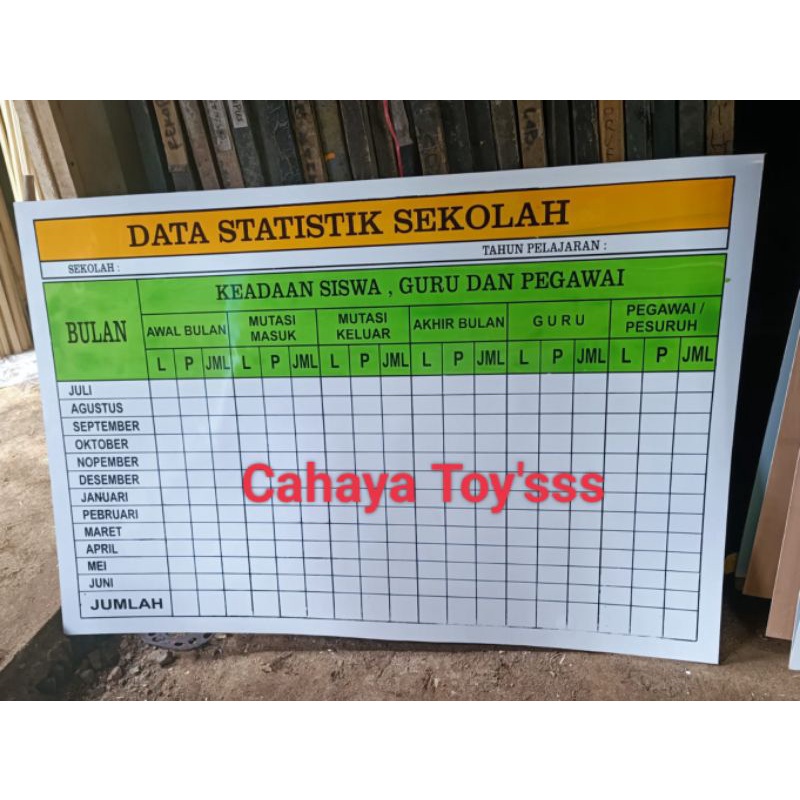 DATA STATISTIK SEKOLAH
SEKOLAH :
TAHUN PELAJARAN :
BULAN
KEADAAN SISWA , GURU DAN PEGAWAI
AWAL BULAN
MUTASI
MASUK
MUTASI
KELUAR
AKHIR BULAN
GURU
PEGAWAI /
PESURUH
L P JML L P JML L P JML L P JML L P JML L P JML
JULI
AGUSTUS
SEPTEMBER
OKTOBER
NOPEMBER
DESEMBER
JANUARI
PEBRUARI
MARET
APRIL
MEI
JUNI
JUMLAH
Cahaya Toy'sss